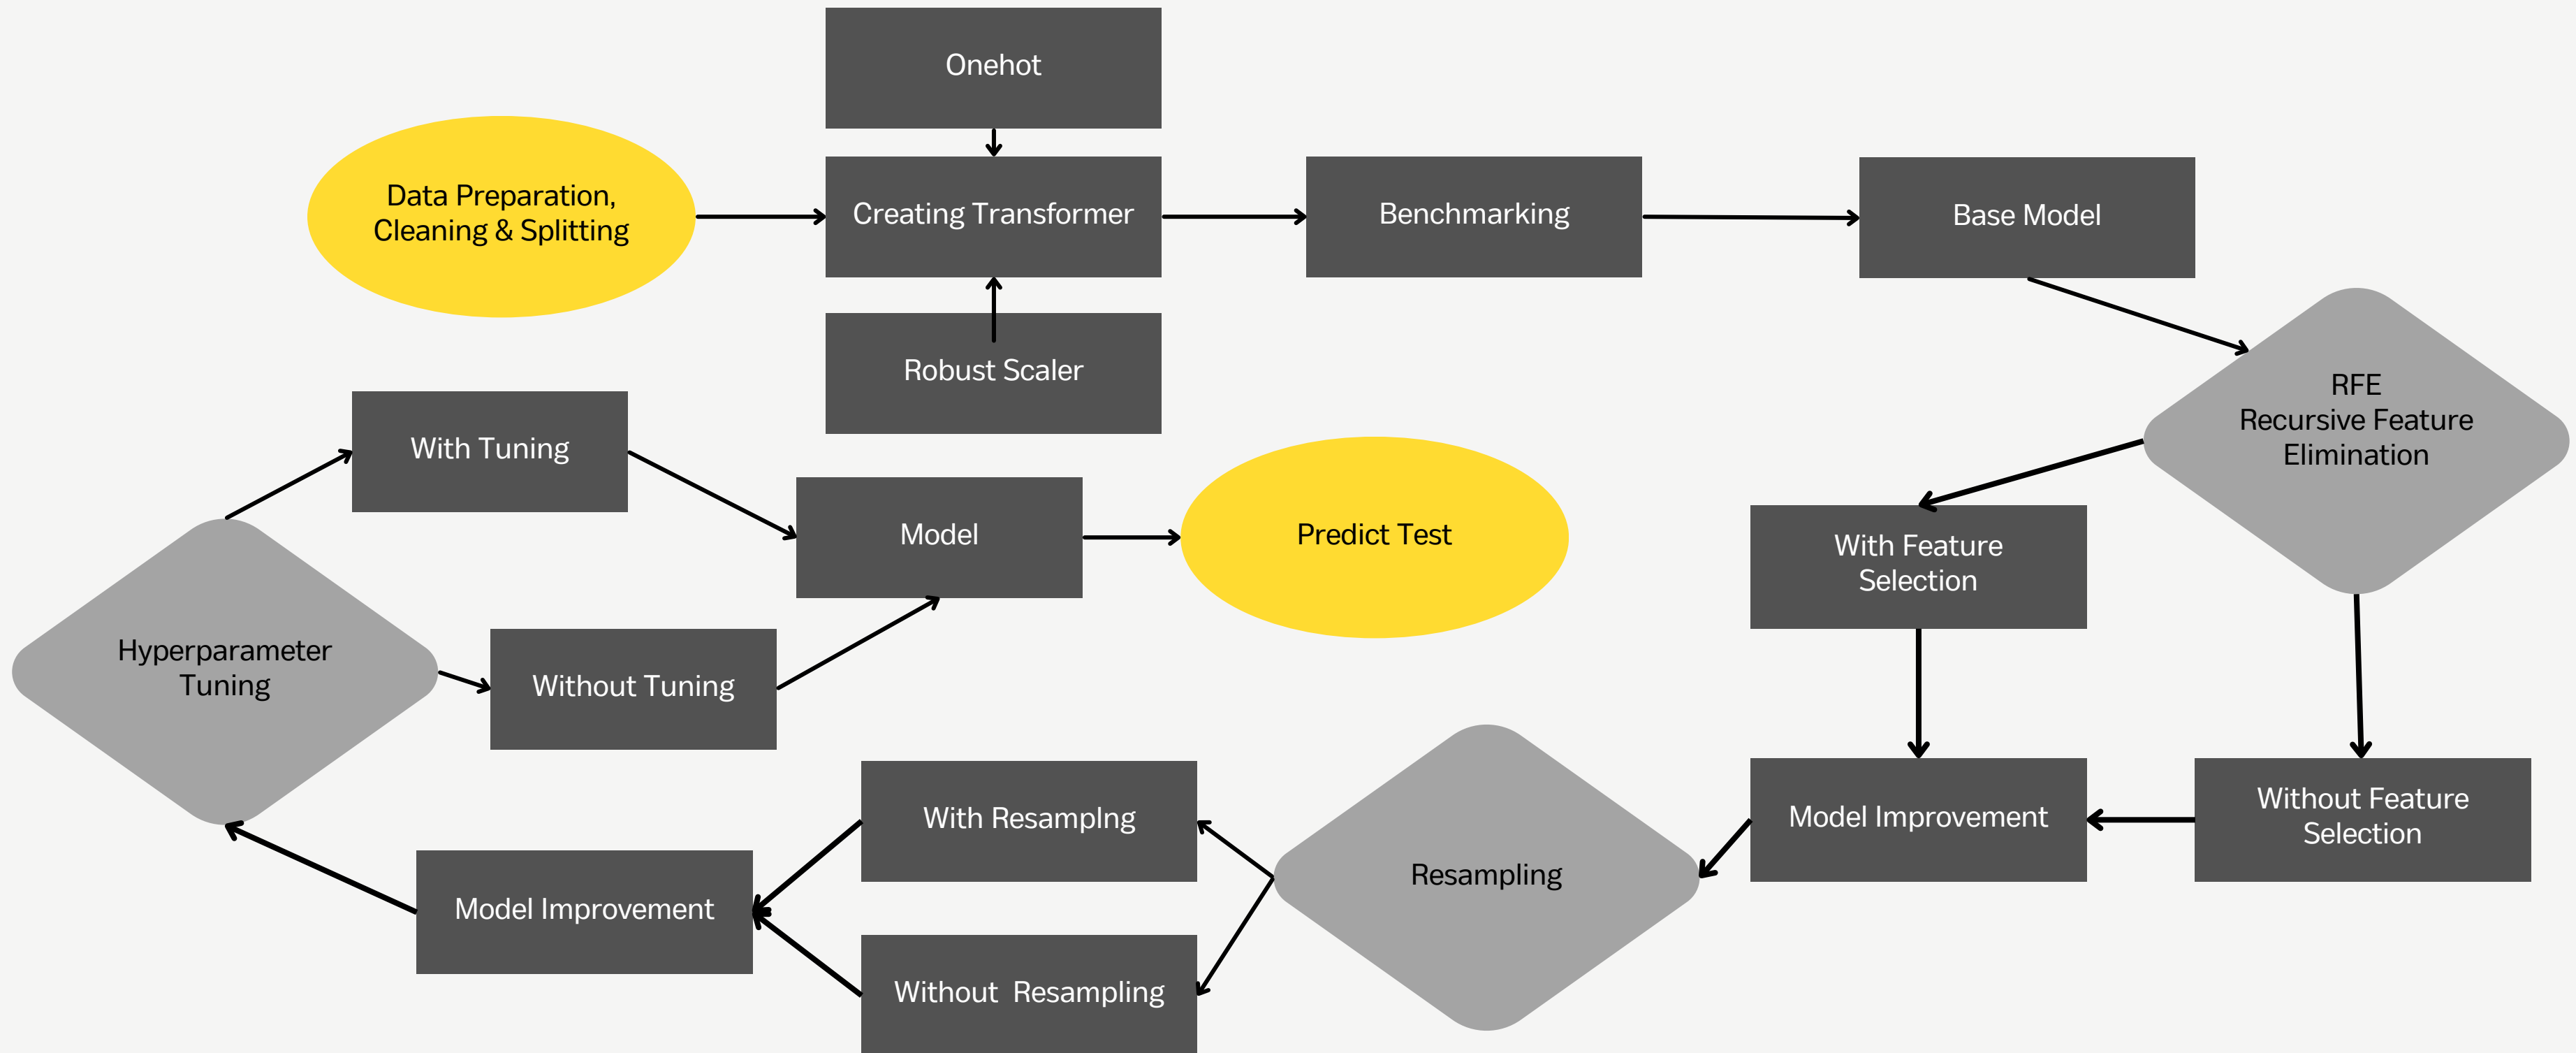 Onehot
Data Preparation,
Cleaning & Splitting
Creating Transformer
Benchmarking
Base Model
Robust Scaler
RFE
Recursive Feature
Elimination
With Tuning
Model
Predict Test
With Feature
Selection
Hyperparameter
Tuning
Without Tuning
With Resamplng
Resampling
Model Improvement
Without Feature
Selection
Model Improvement
Without  Resampling